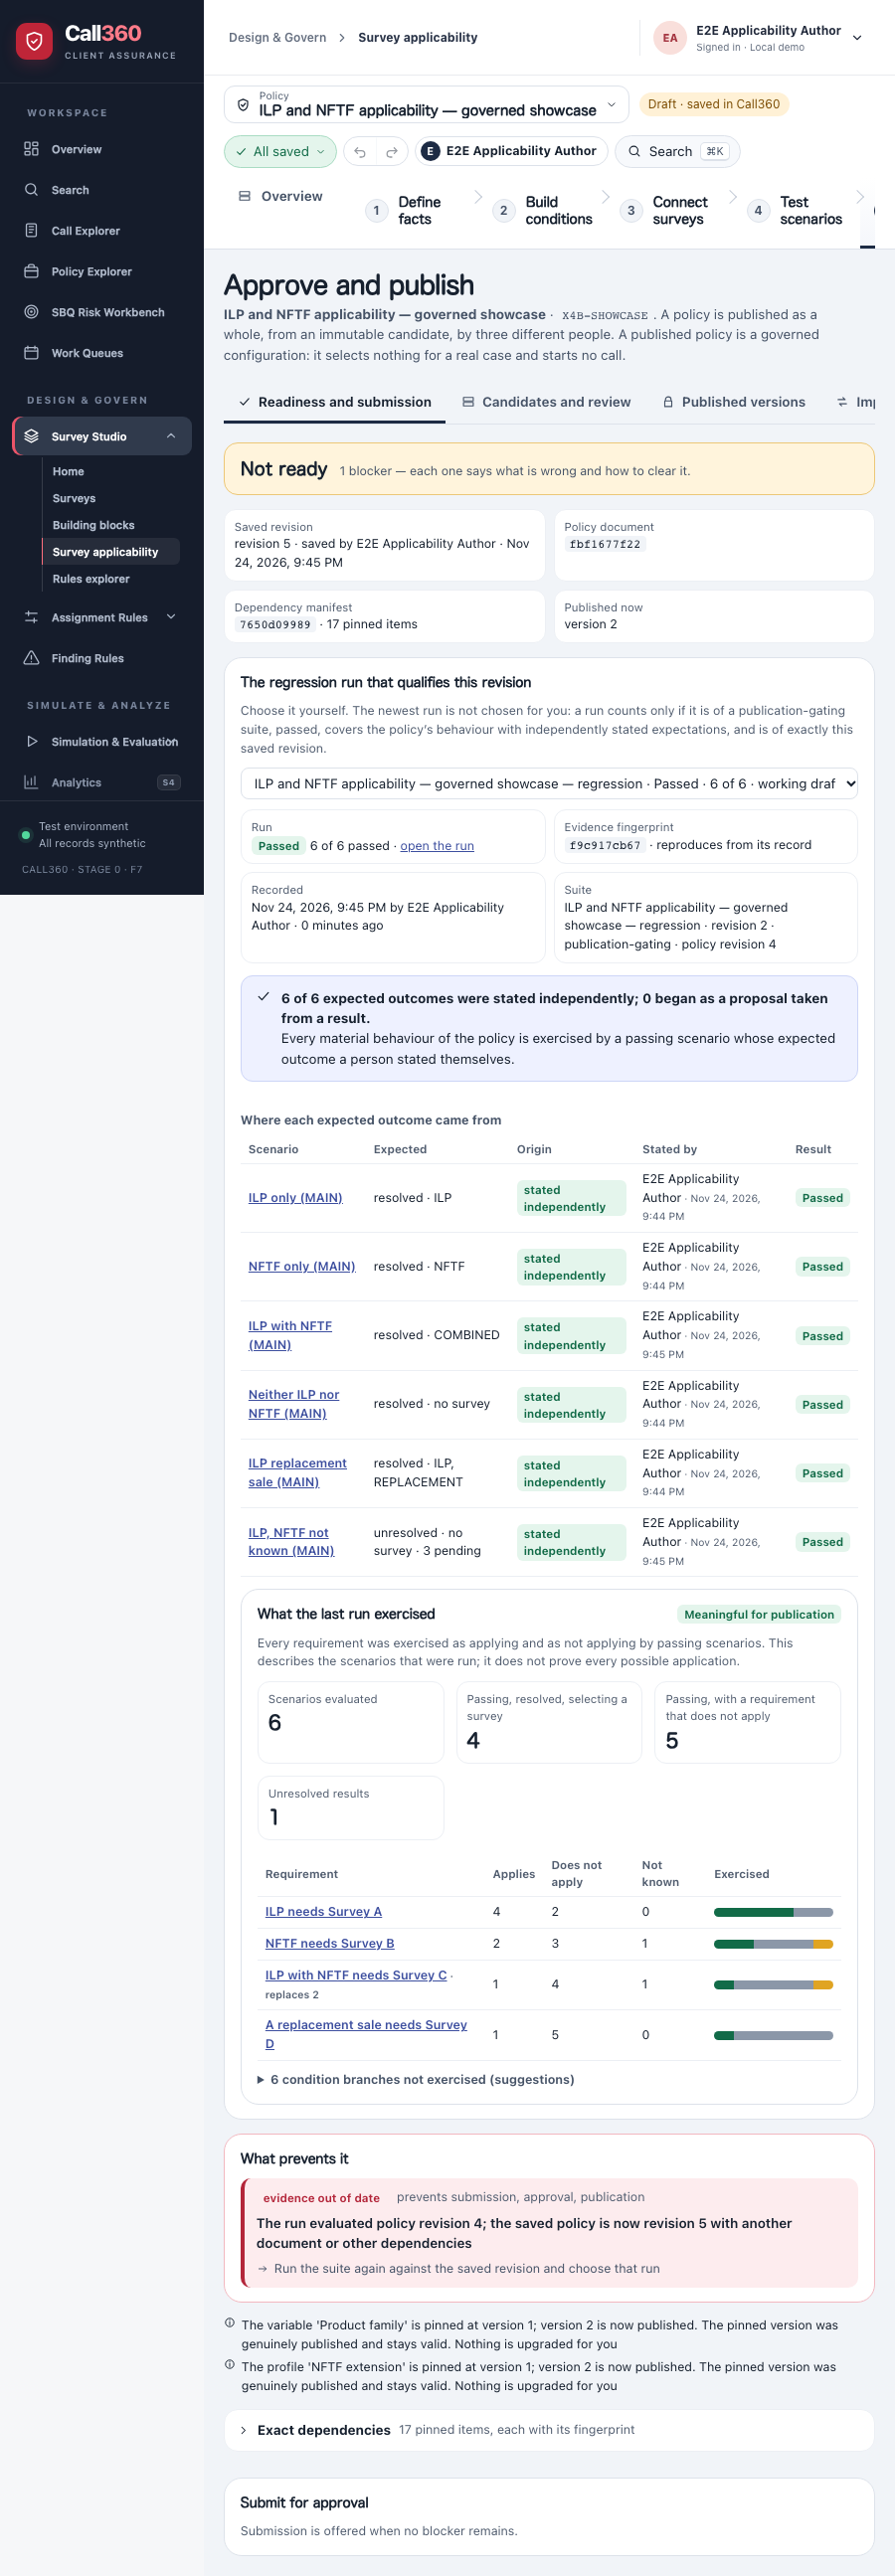 Call360
CLIENT ASSURANCE
WORKSPACE
Overview
Search
Call Explorer
Policy Explorer
SBQ Risk Workbench
Work Queues
DESIGN & GOVERN
Survey Studio
Home
Surveys
Building blocks
Survey applicability
Rules explorer
Assignment Rules
Finding Rules
SIMULATE & ANALYZE
Simulation & Evaluation
Analytics S4
Test environment
All records synthetic
CALL360 · STAGE 0 · F7
Design & Govern > Survey applicability
EA
E2E Applicability Author
Signed in · Local demo
Policy
ILP and NFTF applicability — governed showcase
Draft · saved in Call360
All saved
E E2E Applicability Author
Search ⌘K
Overview
1 Define
facts
2 Build
conditions
3 Connect
surveys
4 Test
scenarios
Approve and publish
ILP and NFTF applicability — governed showcase · X4B-SHOWCASE . A policy is published as a
whole, from an immutable candidate, by three different people. A published policy is a governed
configuration: it selects nothing for a real case and starts no call.
Readiness and submission
Candidates and review
Published versions
Imp
Not ready 1 blocker — each one says what is wrong and how to clear it.
Saved revision
revision 5 · saved by E2E Applicability Author · Nov
24, 2026, 9:45 PM
Policy document
fbf1677f22
Dependency manifest
7650d09989 · 17 pinned items
Published now
version 2
The regression run that qualifies this revision
Choose it yourself. The newest run is not chosen for you: a run counts only if it is of a publication-gating
suite, passed, covers the policy's behaviour with independently stated expectations, and is of exactly this
saved revision.
ILP and NFTF applicability — governed showcase — regression · Passed · 6 of 6 · working draf
Run
Passed 6 of 6 passed · open the run
Evidence fingerprint
f9c917cb67 · reproduces from its record
Recorded
Nov 24, 2026, 9:45 PM by E2E Applicability
Author · 0 minutes ago
Suite
ILP and NFTF applicability — governed
showcase — regression · revision 2 ·
publication-gating · policy revision 4
6 of 6 expected outcomes were stated independently; 0 began as a proposal taken
from a result.
Every material behaviour of the policy is exercised by a passing scenario whose expected
outcome a person stated themselves.
Where each expected outcome came from
Scenario Expected Origin Stated by Result
ILP only (MAIN) resolved · ILP stated independently E2E Applicability Author · Nov 24, 2026, 9:44 PM Passed
NFTF only (MAIN) resolved · NFTF stated independently E2E Applicability Author · Nov 24, 2026, 9:44 PM Passed
ILP with NFTF (MAIN) resolved · COMBINED stated independently E2E Applicability Author · Nov 24, 2026, 9:45 PM Passed
Neither ILP nor NFTF (MAIN) resolved · no survey stated independently E2E Applicability Author · Nov 24, 2026, 9:44 PM Passed
ILP replacement sale (MAIN) resolved · ILP, REPLACEMENT stated independently E2E Applicability Author · Nov 24, 2026, 9:44 PM Passed
ILP, NFTF not known (MAIN) unresolved · no survey · 3 pending stated independently E2E Applicability Author · Nov 24, 2026, 9:45 PM Passed
What the last run exercised
Meaningful for publication
Every requirement was exercised as applying and as not applying by passing scenarios. This
describes the scenarios that were run; it does not prove every possible application.
Scenarios evaluated
6
Passing, resolved, selecting a
survey
4
Passing, with a requirement
that does not apply
5
Unresolved results
1
Requirement Applies Does not apply Not known Exercised
ILP needs Survey A 4 2 0
NFTF needs Survey B 2 3 1
ILP with NFTF needs Survey C · replaces 2 1 4 1
A replacement sale needs Survey D 1 5 0
6 condition branches not exercised (suggestions)
What prevents it
evidence out of date prevents submission, approval, publication
The run evaluated policy revision 4; the saved policy is now revision 5 with another
document or other dependencies
→ Run the suite again against the saved revision and choose that run
The variable 'Product family' is pinned at version 1; version 2 is now published. The pinned version was
genuinely published and stays valid. Nothing is upgraded for you
The profile 'NFTF extension' is pinned at version 1; version 2 is now published. The pinned version was
genuinely published and stays valid. Nothing is upgraded for you
Exact dependencies 17 pinned items, each with its fingerprint
Submit for approval
Submission is offered when no blocker remains.